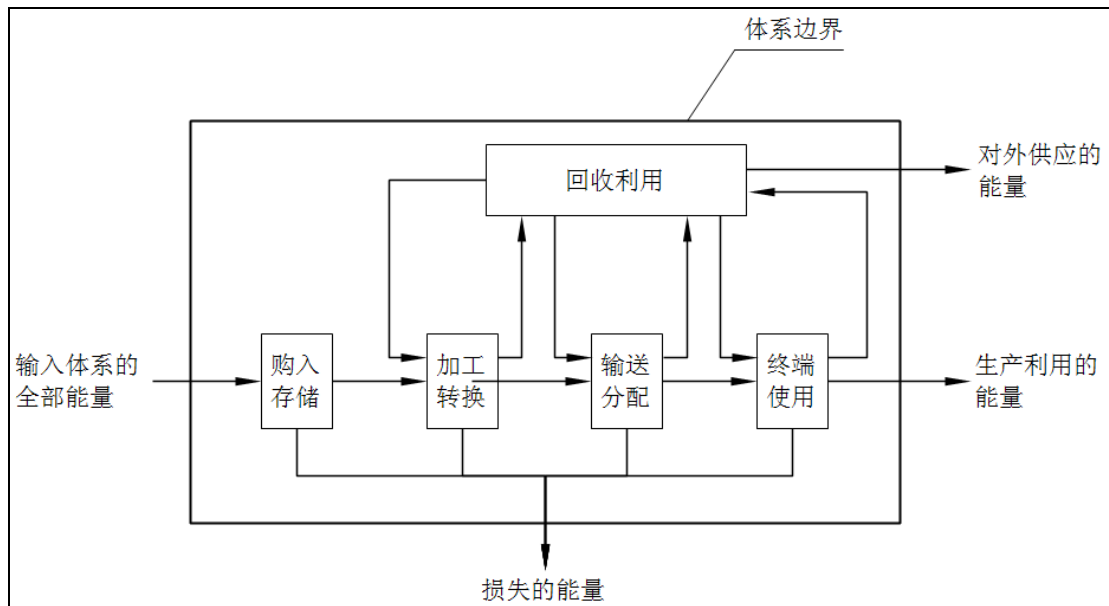 体系边界
回收利用
对外供应的
能量
输入体系的
全部能量
购入
存储
加工
转换
输送
分配
终端
使用
生产利用的
能量
损失的能量